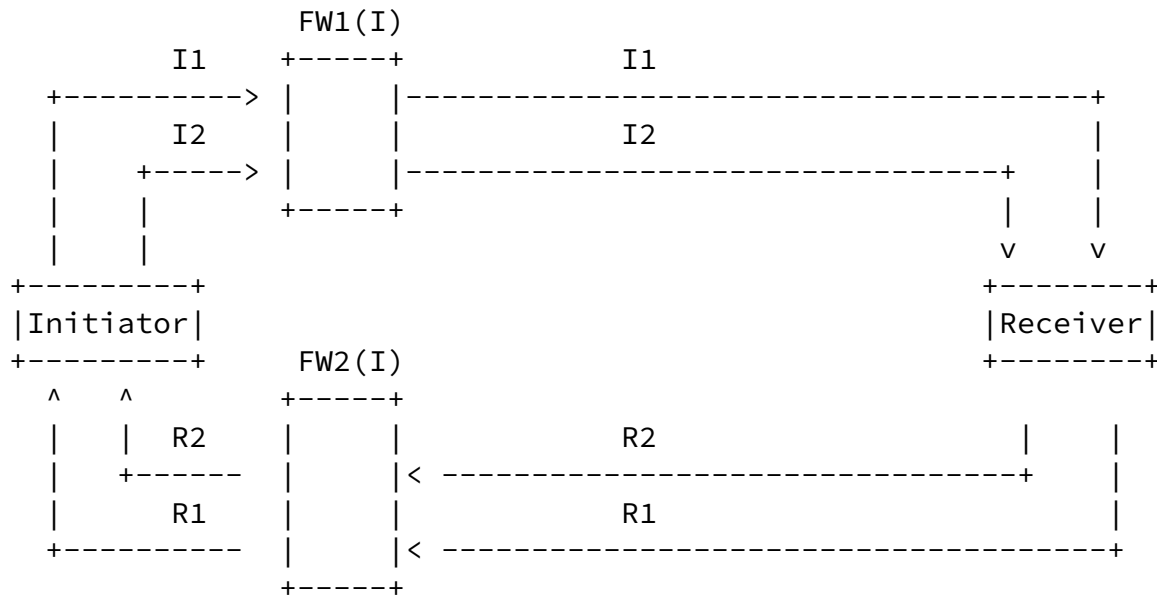 FW1(I)
I1 I1
I2 I2
|Initiator| |Receiver|
FW2(I)
R2 R2
R1 R1